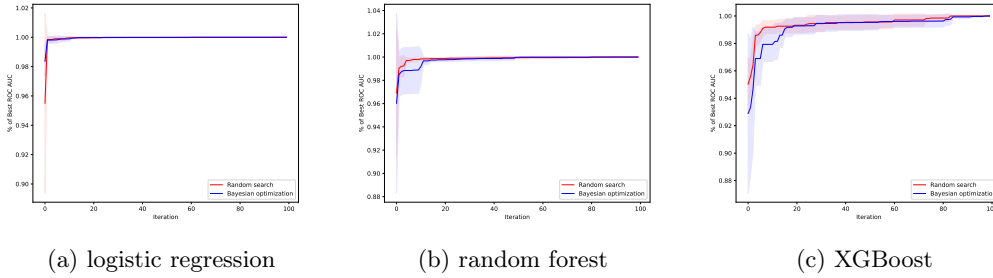 1.02
1.00
0.98
0.96
0.94
0.92
0.90
% of Best ROC AUC
0 20 40 60 80 100
Iteration
Random search
Bayesian optimization
1.04
1.02
1.00
0.98
0.96
0.94
0.92
0.90
0.88
% of Best ROC AUC
0 20 40 60 80 100
Iteration
Random search
Bayesian optimization
1.00
0.98
0.96
0.94
0.92
0.90
0.88
% of Best ROC AUC
0 20 40 60 80 100
Iteration
Random search
Bayesian optimization
(a) logistic regression
(b) random forest
(c) XGBoost